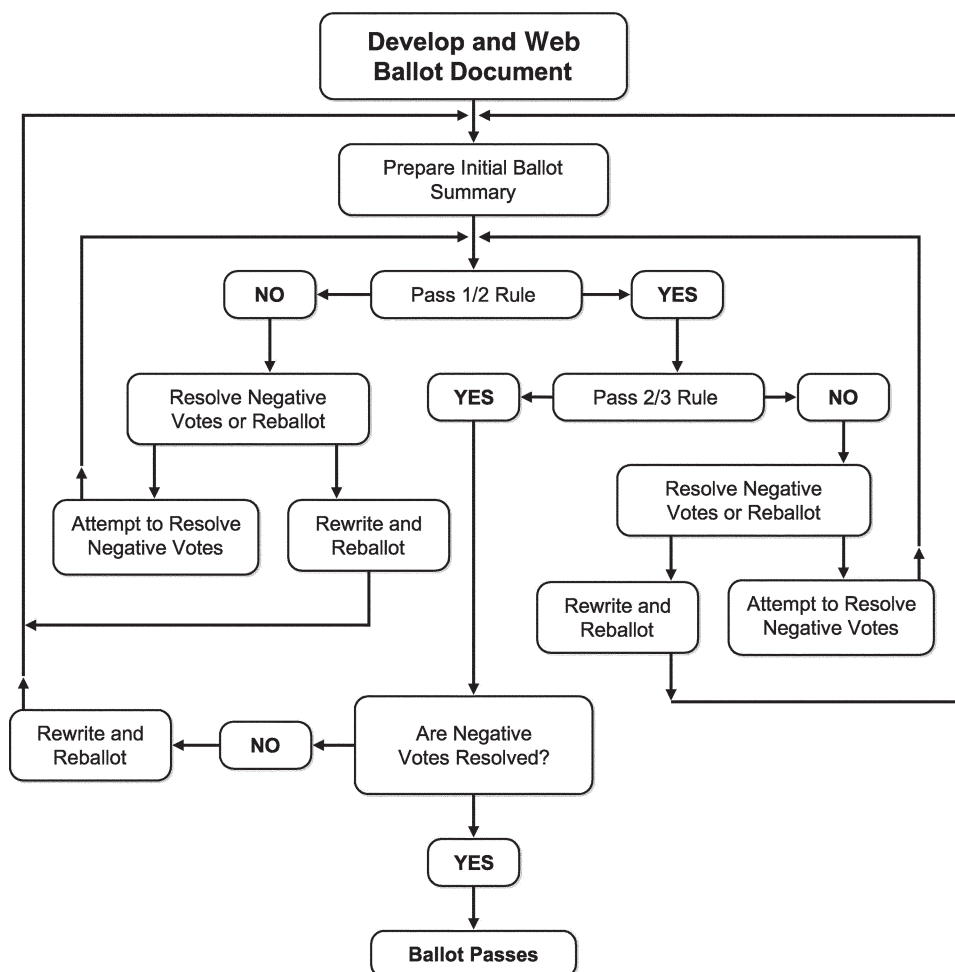 Develop and Web
Ballot Document
Prepare Initial Ballot
Summary
NO
Pass 1/2 Rule
YES
Resolve Negative
Votes or Reballot
YES
Pass 2/3 Rule
NO
Attempt to Resolve
Negative Votes
Rewrite and
Reballot
Resolve Negative
Votes or Reballot
Rewrite and
Reballot
Attempt to Resolve
Negative Votes
Rewrite and
Reballot
NO
Are Negative
Votes Resolved?
YES
Ballot Passes